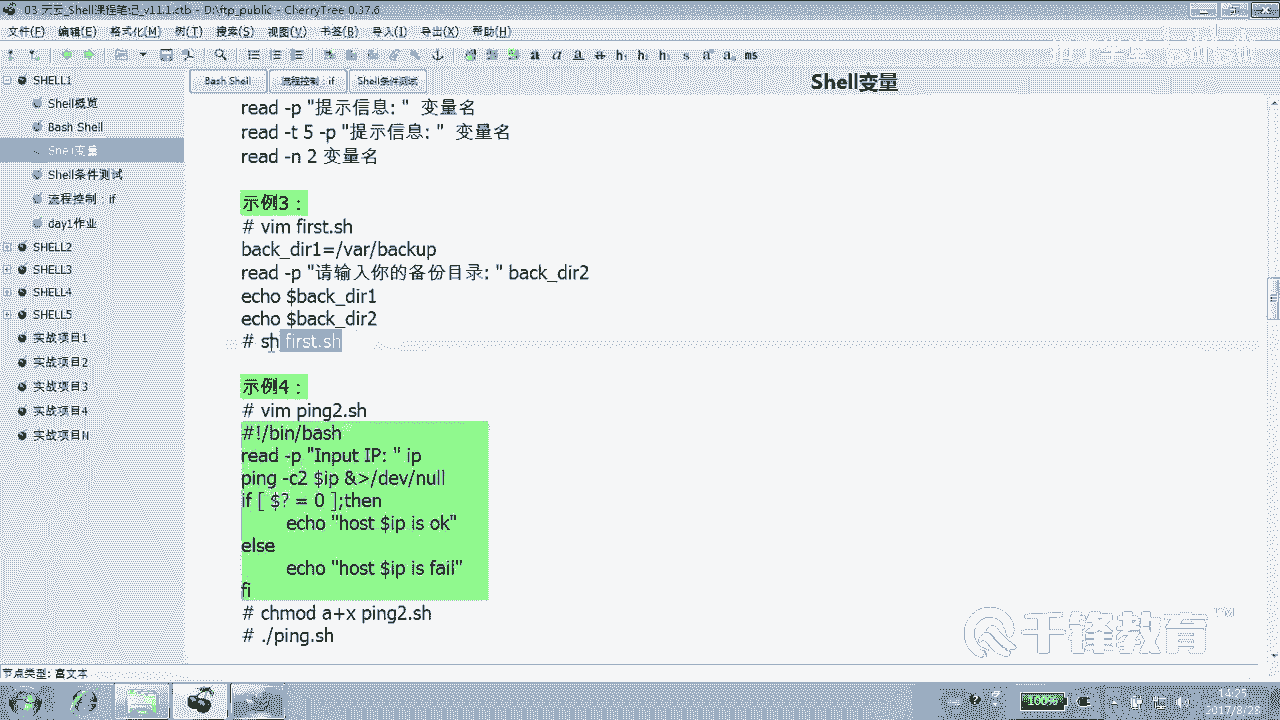 03.云云_Shell课程笔记_v11.1.ctb - D:\ftp_public - CherryTree 0.37.6
文件(F) 编辑(E) 格式化(M) 树(T) 搜索(S) 视图(V) 书签(B) 导入(I) 导出(X) 帮助(H)
SHELL1
Shell概览
Bash Shell
Shell变量
Shell条件测试
流程控制：if
day1作业
SHELL2
SHELL3
SHELL4
SHELL5
实战项目1
实战项目2
实战项目3
实战项目4
实战项目N
Bash Shell 流程控制：if Shell条件测试
Shell变量
read -p "提示信息: " 变量名
read -t 5 -p "提示信息: " 变量名
read -n 2 变量名
示例3：
# vim first.sh
back_dir1=/var/backup
read -p "请输入你的备份目录: " back_dir2
echo $back_dir1
echo $back_dir2
# sh first.sh
示例4：
# vim ping2.sh
#!/bin/bash
read -p "Input IP: " ip
ping -c2 $ip &>/dev/null
if [ $? = 0 ];then
echo "host $ip is ok"
else
echo "host $ip is fail"
fi
# chmod a+x ping2.sh
# ./ping.sh
千锋教育™
节点类型: 富文本
100%
14:25
2017/8/28